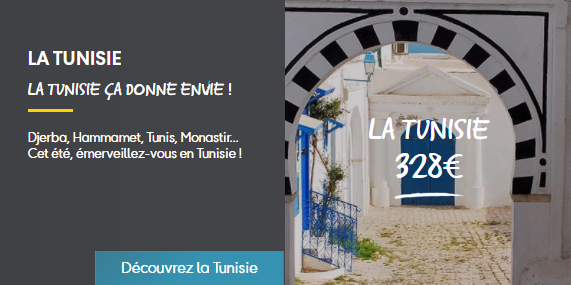 LA TUNISIE
LA TUNISIE ÇA DONNE ENVIE !
Djerba, Hammamet, Tunis, Monastir...
Cet été, émerveillez-vous en Tunisie !
Découvrez la Tunisie
LA TUNISIE
328€